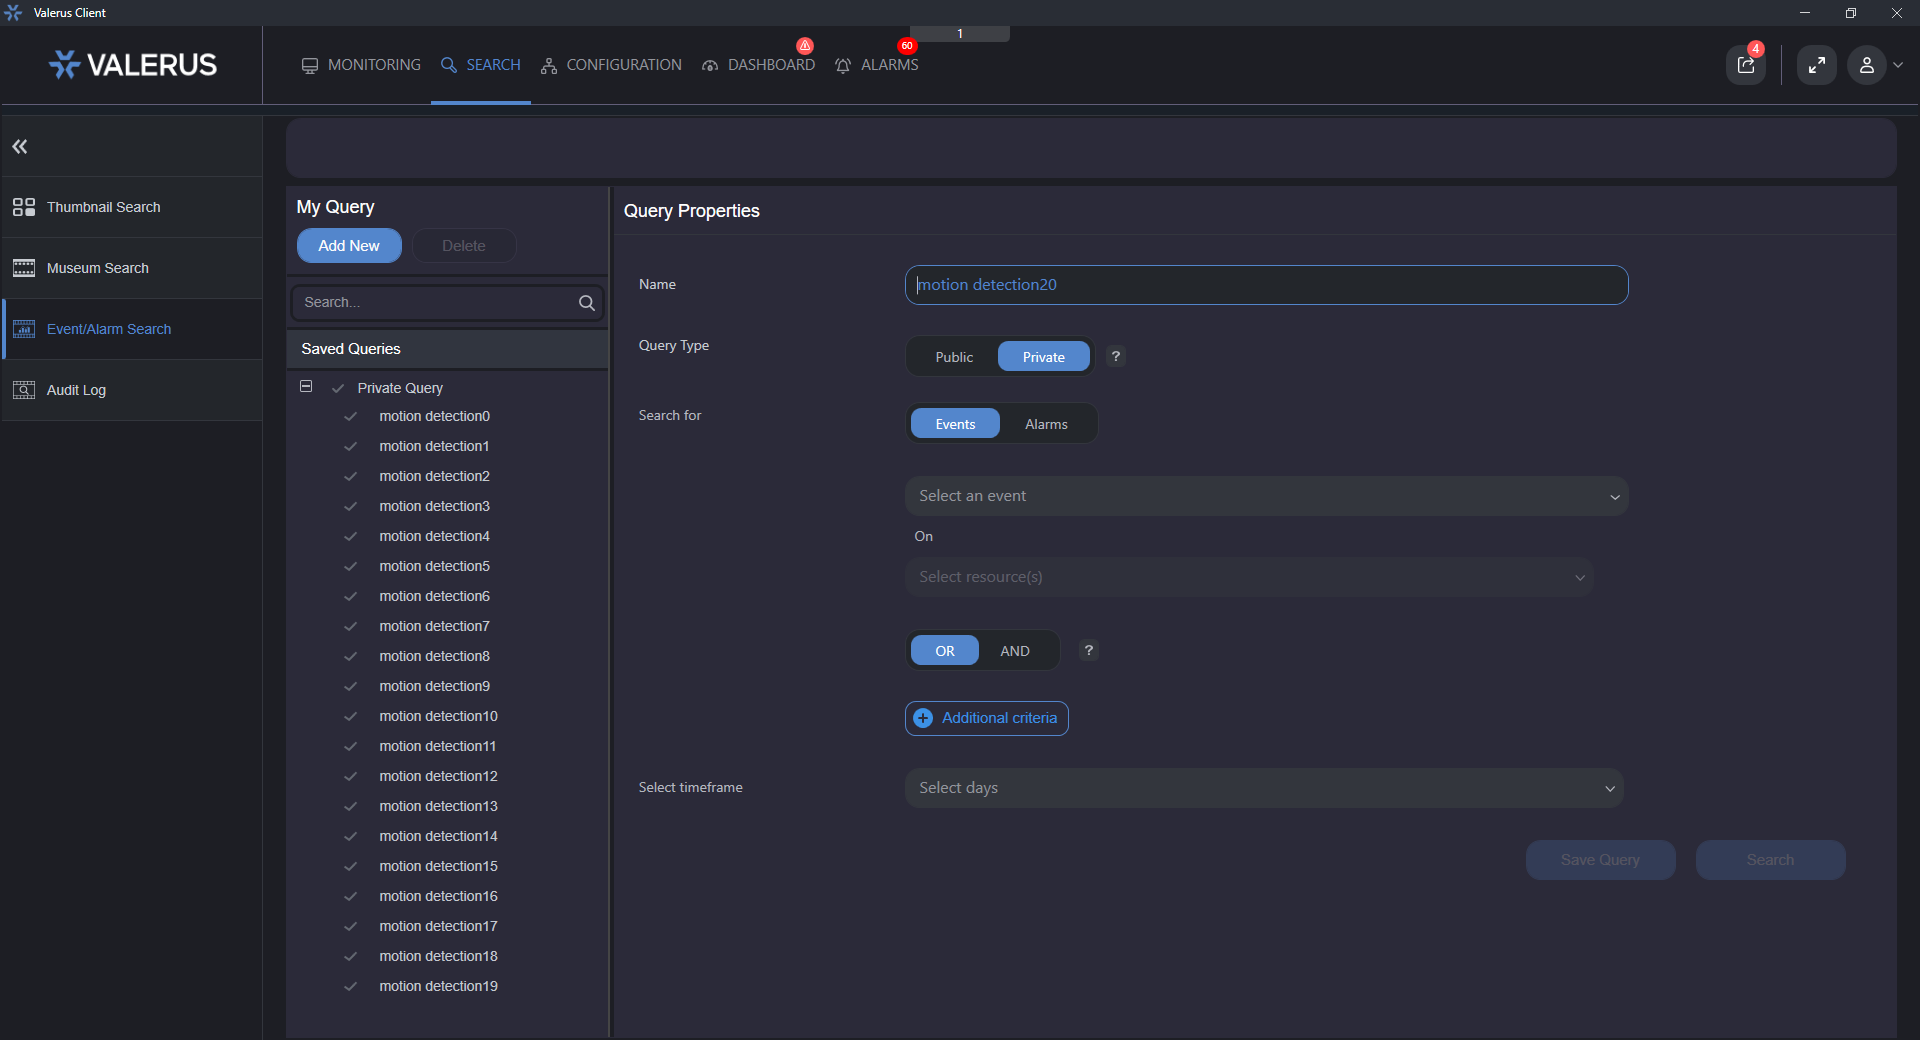 Valerus Client
1
VALERUS
MONITORING
SEARCH
CONFIGURATION
DASHBOARD
60
ALARMS
4
Thumbnail Search
Museum Search
Event/Alarm Search
Audit Log
My Query
Add New
Delete
Search...
Saved Queries
Private Query
motion detection0
motion detection1
motion detection2
motion detection3
motion detection4
motion detection5
motion detection6
motion detection7
motion detection8
motion detection9
motion detection10
motion detection11
motion detection12
motion detection13
motion detection14
motion detection15
motion detection16
motion detection17
motion detection18
motion detection19
Query Properties
Name
motion detection20
Query Type
Public
Private
?
Search for
Events
Alarms
Select an event
On
Select resource(s)
OR
AND
?
Additional criteria
Select timeframe
Select days
Save Query
Search